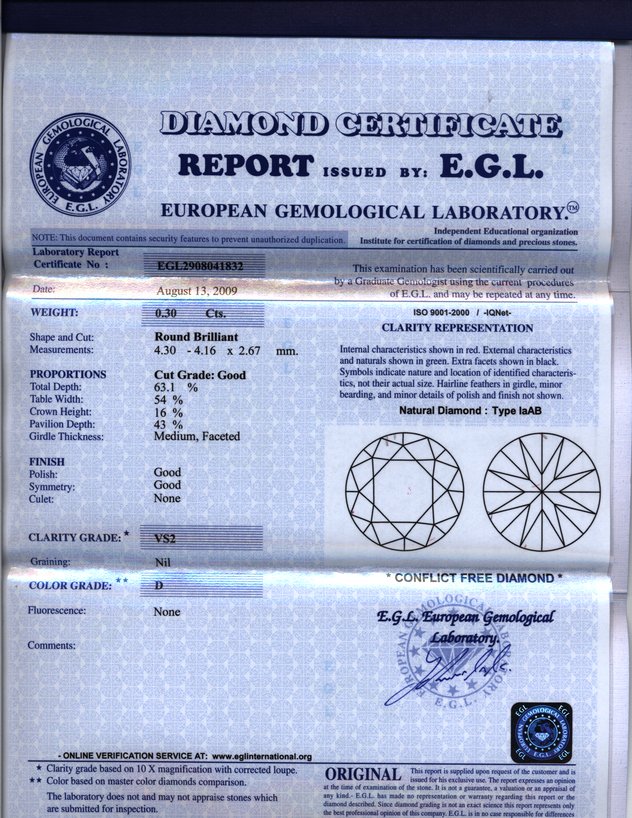 DIAMOND CERTIFICATE
REPORT ISSUED BY: E.G.L.
EUROPEAN GEMOLOGICAL LABORATORY.™
EUROPEAN GEMOLOGICAL LABORATORY
E.G.L.
Independent Educational organization
Institute for certification of diamonds and precious stones.
NOTE: This document contains security features to prevent unauthorized duplication.
Laboratory Report
Certificate No : EGL2908041832
Date: August 13, 2009
WEIGHT: 0.30 Cts.
Shape and Cut: Round Brilliant
Measurements: 4.30 - 4.16 x 2.67 mm.
PROPORTIONS Cut Grade: Good
Total Depth: 63.1 %
Table Width: 54 %
Crown Height: 16 %
Pavilion Depth: 43 %
Girdle Thickness: Medium, Faceted
FINISH
Polish: Good
Symmetry: Good
Culet: None
CLARITY GRADE: * VS2
Graining: Nil
COLOR GRADE: ** D
Fluorescence: None
Comments:
This examination has been scientifically carried out
by a Graduate Gemologist using the current procedures
of E.G.L. and may be repeated at any time.
ISO 9001-2000 / -IQNet-
CLARITY REPRESENTATION
Internal characteristics shown in red. External characteristics
and naturals shown in green. Extra facets shown in black.
Symbols indicate nature and location of identified characteris-
tics, not their actual size. Hairline feathers in girdle, minor
bearding, and minor details of polish and finish not shown.
Natural Diamond : Type IaAB
* CONFLICT FREE DIAMOND *
E.G.L. European Gemological
Laboratory.
EUROPEAN GEMOLOGICAL LABORATORY
E.G.L.
- ONLINE VERIFICATION SERVICE AT: www.eglinternational.org
* Clarity grade based on 10 X magnification with corrected loupe.
** Color based on master color diamonds comparison.
The laboratory does not and may not appraise stones which
are submitted for inspection.
EGL EGL
EGL EGL
ORIGINAL This report is supplied upon request of the customer and is
issued for his exclusive use. The report expresses an opinion
at the time of examination of the stone. It is not a guarantee, a valuation or an appraisal of
any kind.- E.G.L. has made no representation or warranty regarding this report or the
diamond described. Since diamond grading is not an exact science this report represents only
the best professional opinion of this company. E.G.L. is in no case responsible for differences